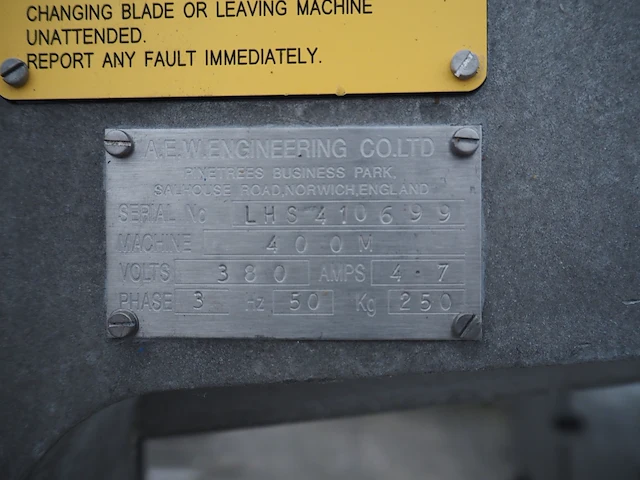 CHANGING BLADE OR LEAVING MACHINE
UNATTENDED.
REPORT ANY FAULT IMMEDIATELY.
A.E.W.ENGINEERING CO.LTD
PINETREES BUSINESS PARK,
SALHOUSE ROAD,NORWICH,ENGLAND
SERIAL No LHS410699
MACHINE 400M
VOLTS 380 AMPS 4.7
PHASE 3 Hz 50 Kg 250